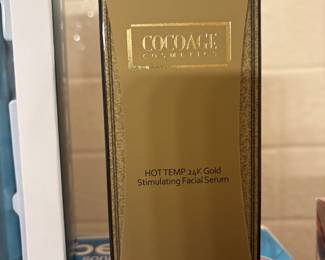 COCOAGE
COSMETICS
HOT TEMP 24K Gold
Stimulating Facial Serum